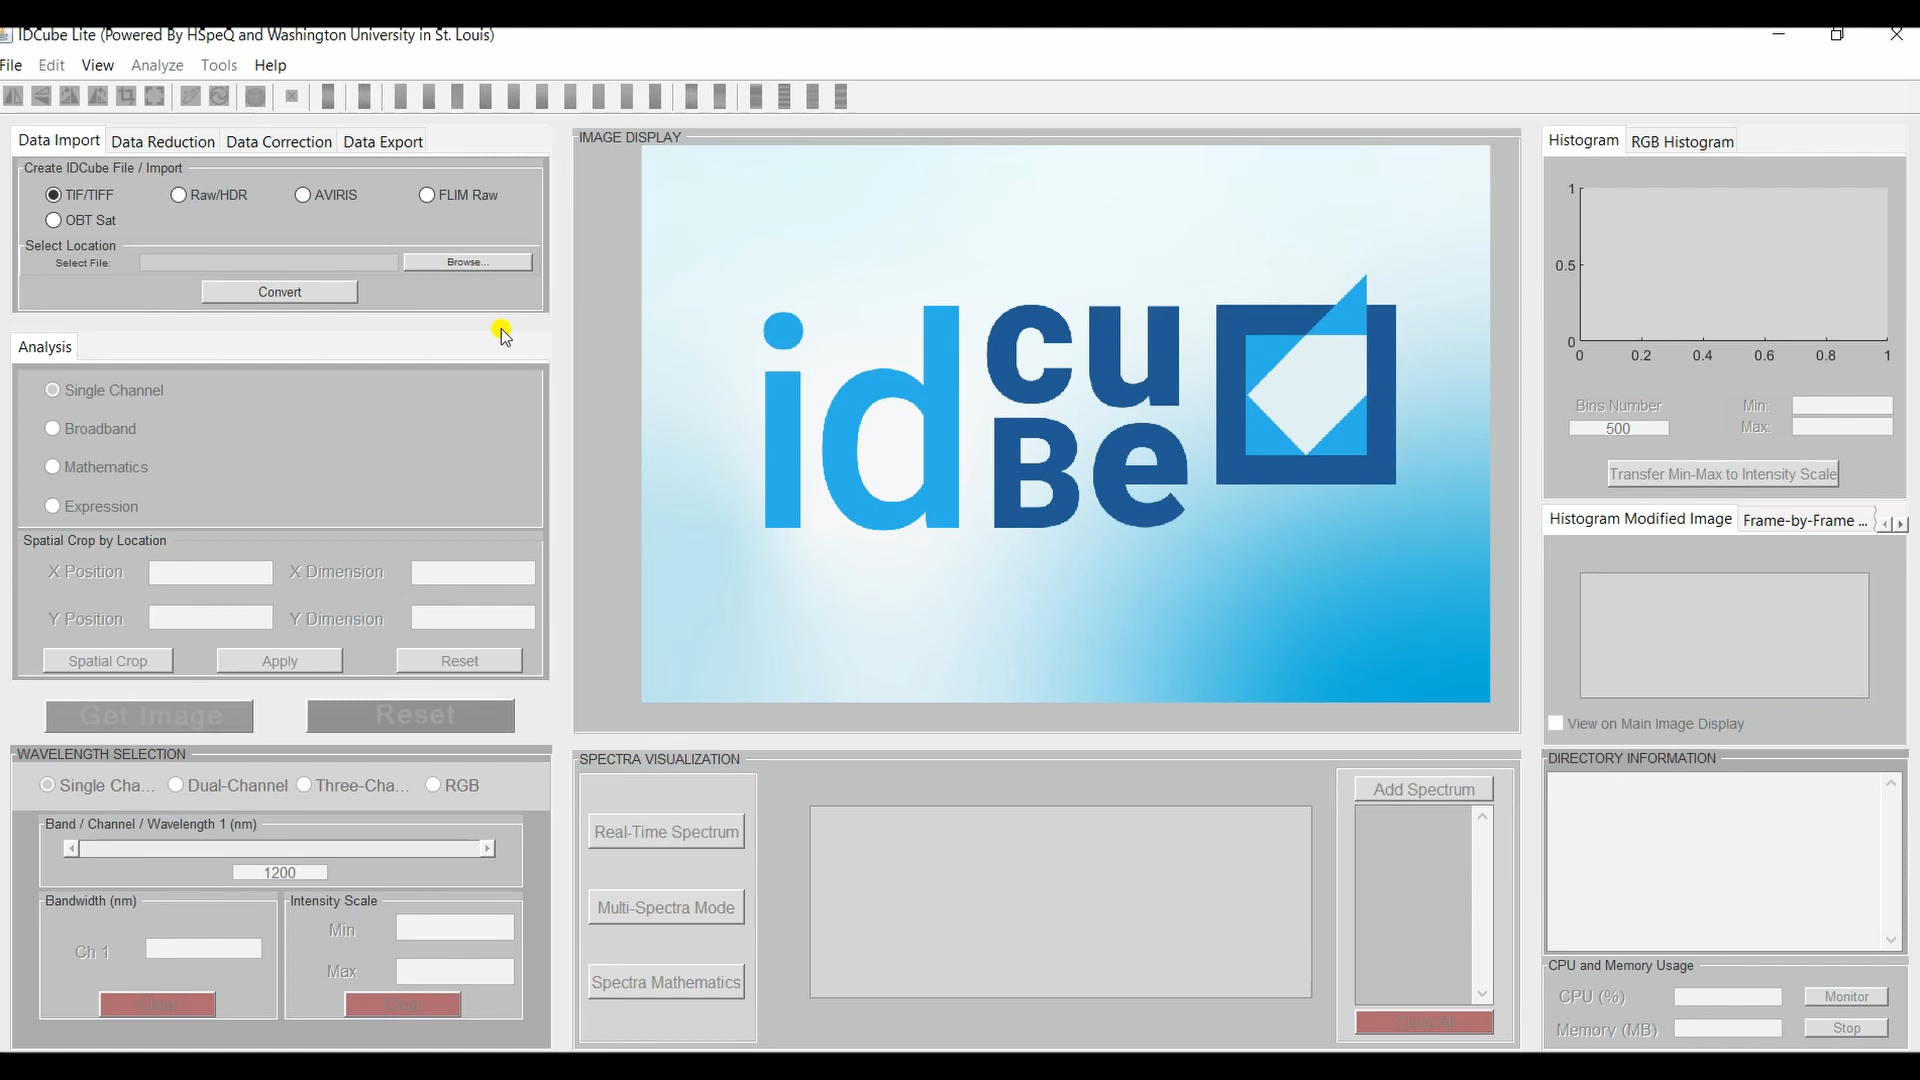 IDCube Lite (Powered By HSpeQ and Washington University in St. Louis)
File Edit View Analyze Tools Help
Data Import Data Reduction Data Correction Data Export
Create IDCube File / Import
TIF/TIFF Raw/HDR AVIRIS FLIM Raw
OBT Sat
Select Location
Select File: Browse...
Convert
Analysis
Single Channel
Broadband
Mathematics
Expression
Spatial Crop by Location
X Position X Dimension
Y Position Y Dimension
Spatial Crop Apply Reset
Get Image Reset
WAVELENGTH SELECTION
Single Cha... Dual-Channel Three-Cha... RGB
Band / Channel / Wavelength 1 (nm)
1200
Bandwidth (nm) Intensity Scale
Min
Ch 1
Max
IMAGE DISPLAY
id cu
Be
SPECTRA VISUALIZATION
Real-Time Spectrum
Multi-Spectra Mode
Spectra Mathematics
Add Spectrum
Histogram RGB Histogram
1
0.5
0
0 0.2 0.4 0.6 0.8 1
Bins Number Min:
500 Max:
Transfer Min-Max to Intensity Scale
Histogram Modified Image Frame-by-Frame ...
View on Main Image Display
DIRECTORY INFORMATION
CPU and Memory Usage
CPU (%) Monitor
Memory (MB) Stop